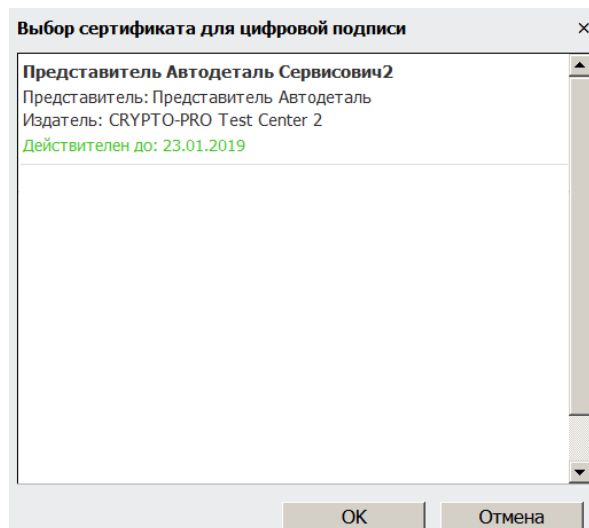 Выбор сертификата для цифровой подписи
Представитель Автодеталь Сервисович2
Представитель: Представитель Автодеталь
Издатель: CRYPTO-PRO Test Center 2
Действителен до: 23.01.2019
OK Отмена